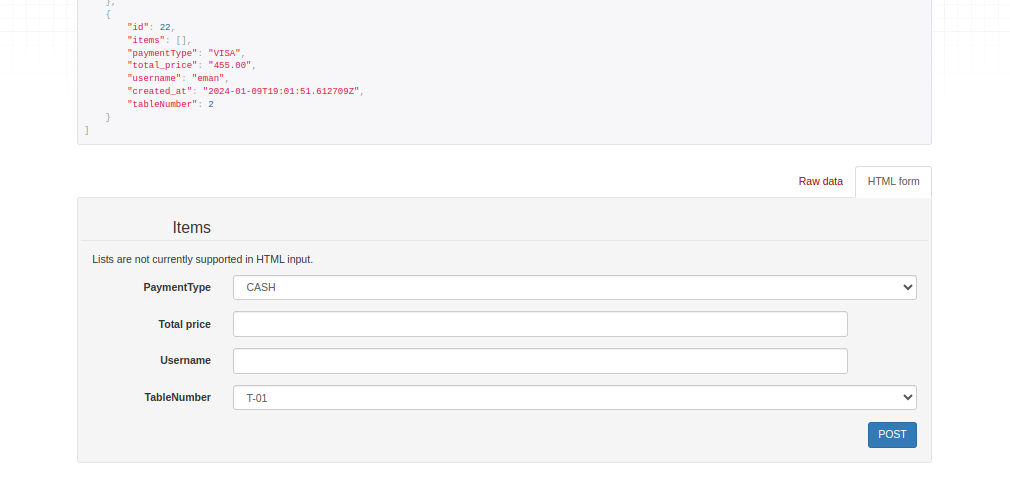 },
{
"id": 22,
"items": [],
"paymentType": "VISA",
"total_price": "455.00",
"username": "eman",
"created_at": "2024-01-09T19:01:51.612709Z",
"tableNumber": 2
}
]
Raw data
HTML form
Items
Lists are not currently supported in HTML input.
PaymentType
CASH
Total price
Username
TableNumber
T-01
POST